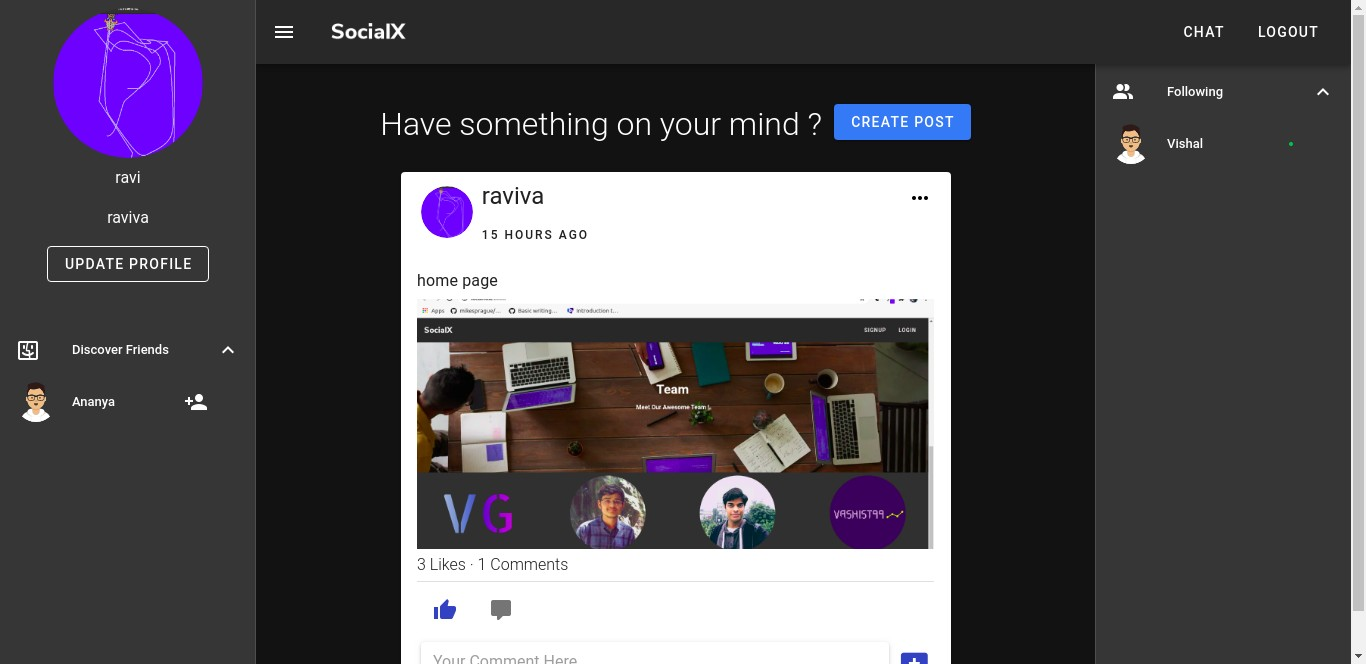 SocialX
CHAT
LOGOUT
ravi
raviva
UPDATE PROFILE
Discover Friends
Ananya
Have something on your mind ?
CREATE POST
raviva
15 HOURS AGO
home page
Apps
mikesprague/...
Basic writing...
Introduction t...
SocialX
SIGNUP
LOGIN
Team
Meet Our Awesome Team
VG
VASHIST99
3 Likes · 1 Comments
Your Comment Here
Following
Vishal